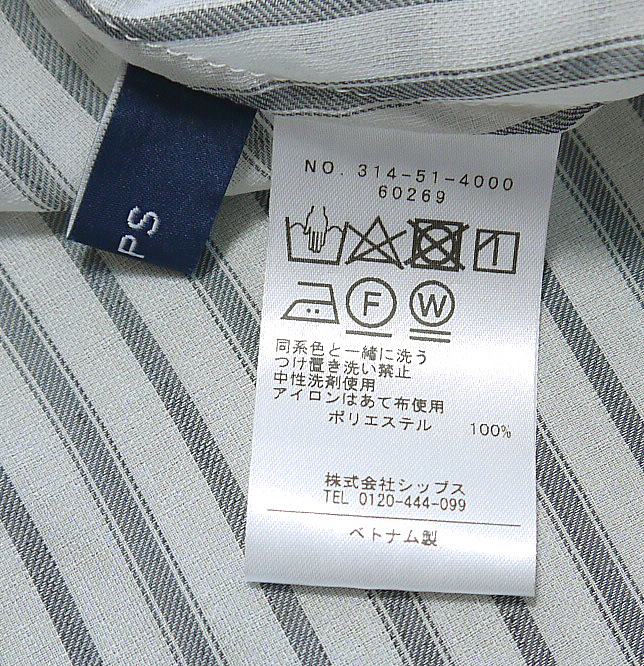 PS
NO. 314-51-4000
60269
F W
同系色と一緒に洗う
つけ置き洗い禁止
中性洗剤使用
アイロンはあて布使用
ポリエステル 100%
株式会社シップス
TEL 0120-444-099
ベトナム製